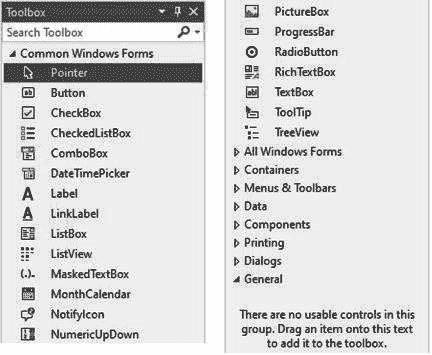 Toolbox
Search Toolbox
Common Windows Forms
Pointer
Button
CheckBox
CheckedListBox
ComboBox
DateTimePicker
Label
LinkLabel
ListBox
ListView
MaskedTextBox
MonthCalendar
NotifyIcon
NumericUpDown
PictureBox
ProgressBar
RadioButton
RichTextBox
TextBox
ToolTip
TreeView
All Windows Forms
Containers
Menus & Toolbars
Data
Components
Printing
Dialogs
General
There are no usable controls in this
group. Drag an item onto this text
to add it to the toolbox.